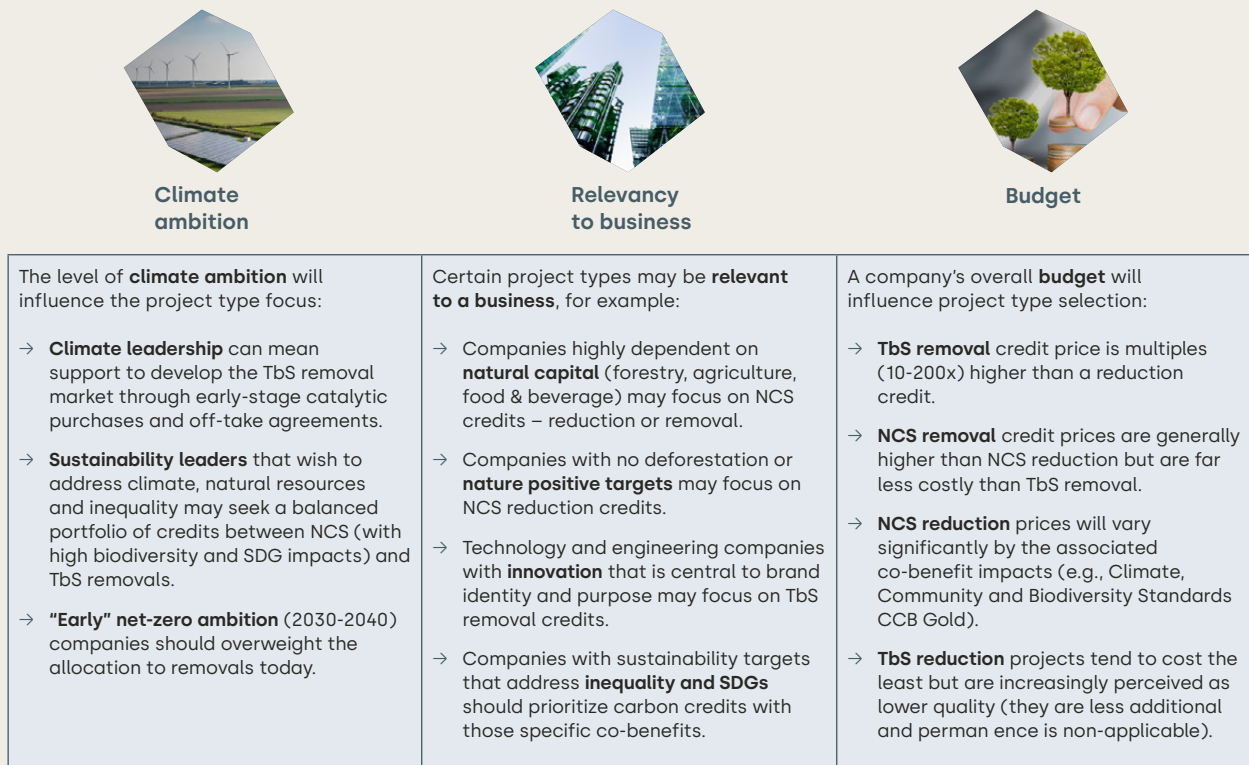 Climate
ambition
Relevancy
to business
Budget
The level of climate ambition will
influence the project type focus:
→ Climate leadership can mean
support to develop the TbS removal
market through early-stage catalytic
purchases and off-take agreements.
→ Sustainability leaders that wish to
address climate, natural resources
and inequality may seek a balanced
portfolio of credits between NCS (with
high biodiversity and SDG impacts) and
TbS removals.
→ “Early” net-zero ambition (2030-2040)
companies should overweight the
allocation to removals today.
Certain project types may be relevant
to a business, for example:
→ Companies highly dependent on
natural capital (forestry, agriculture,
food & beverage) may focus on NCS
credits – reduction or removal.
→ Companies with no deforestation or
nature positive targets may focus on
NCS reduction credits.
→ Technology and engineering companies
with innovation that is central to brand
identity and purpose may focus on TbS
removal credits.
→ Companies with sustainability targets
that address inequality and SDGs
should prioritize carbon credits with
those specific co-benefits.
A company’s overall budget will
influence project type selection:
→ TbS removal credit price is multiples
(10-200x) higher than a reduction
credit.
→ NCS removal credit prices are generally
higher than NCS reduction but are far
less costly than TbS removal.
→ NCS reduction prices will vary
significantly by the associated
co-benefit impacts (e.g., Climate,
Community and Biodiversity Standards
CCB Gold).
→ TbS reduction projects tend to cost the
least but are increasingly perceived as
lower quality (they are less additional
and perman ence is non-applicable).